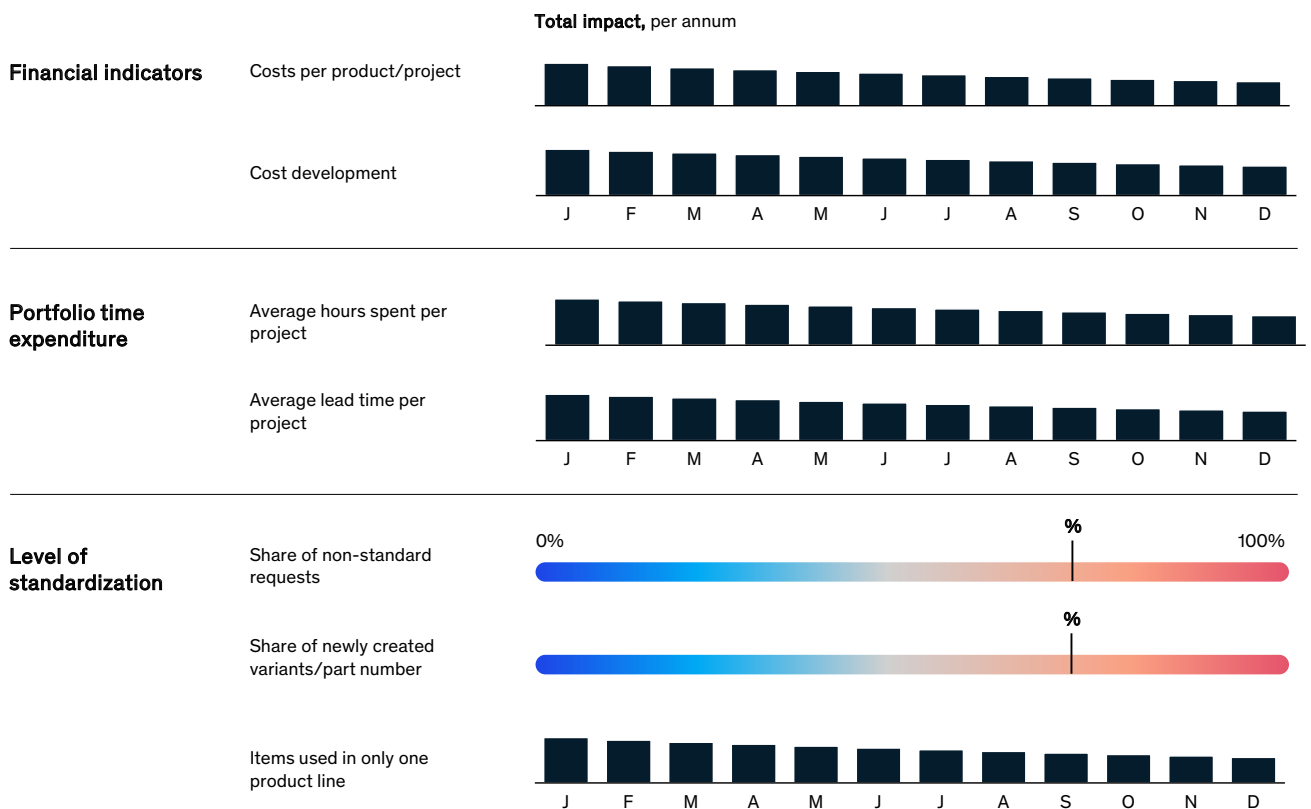 Total impact, per annum
Financial indicators
Costs per product/project
Cost development
J F M A M J J A S O N D
Portfolio time
expenditure
Average hours spent per
project
Average lead time per
project
J F M A M J J A S O N D
Level of
standardization
Share of non-standard
requests
0% % 100%
Share of newly created
variants/part number
%
Items used in only one
product line
J F M A M J J A S O N D